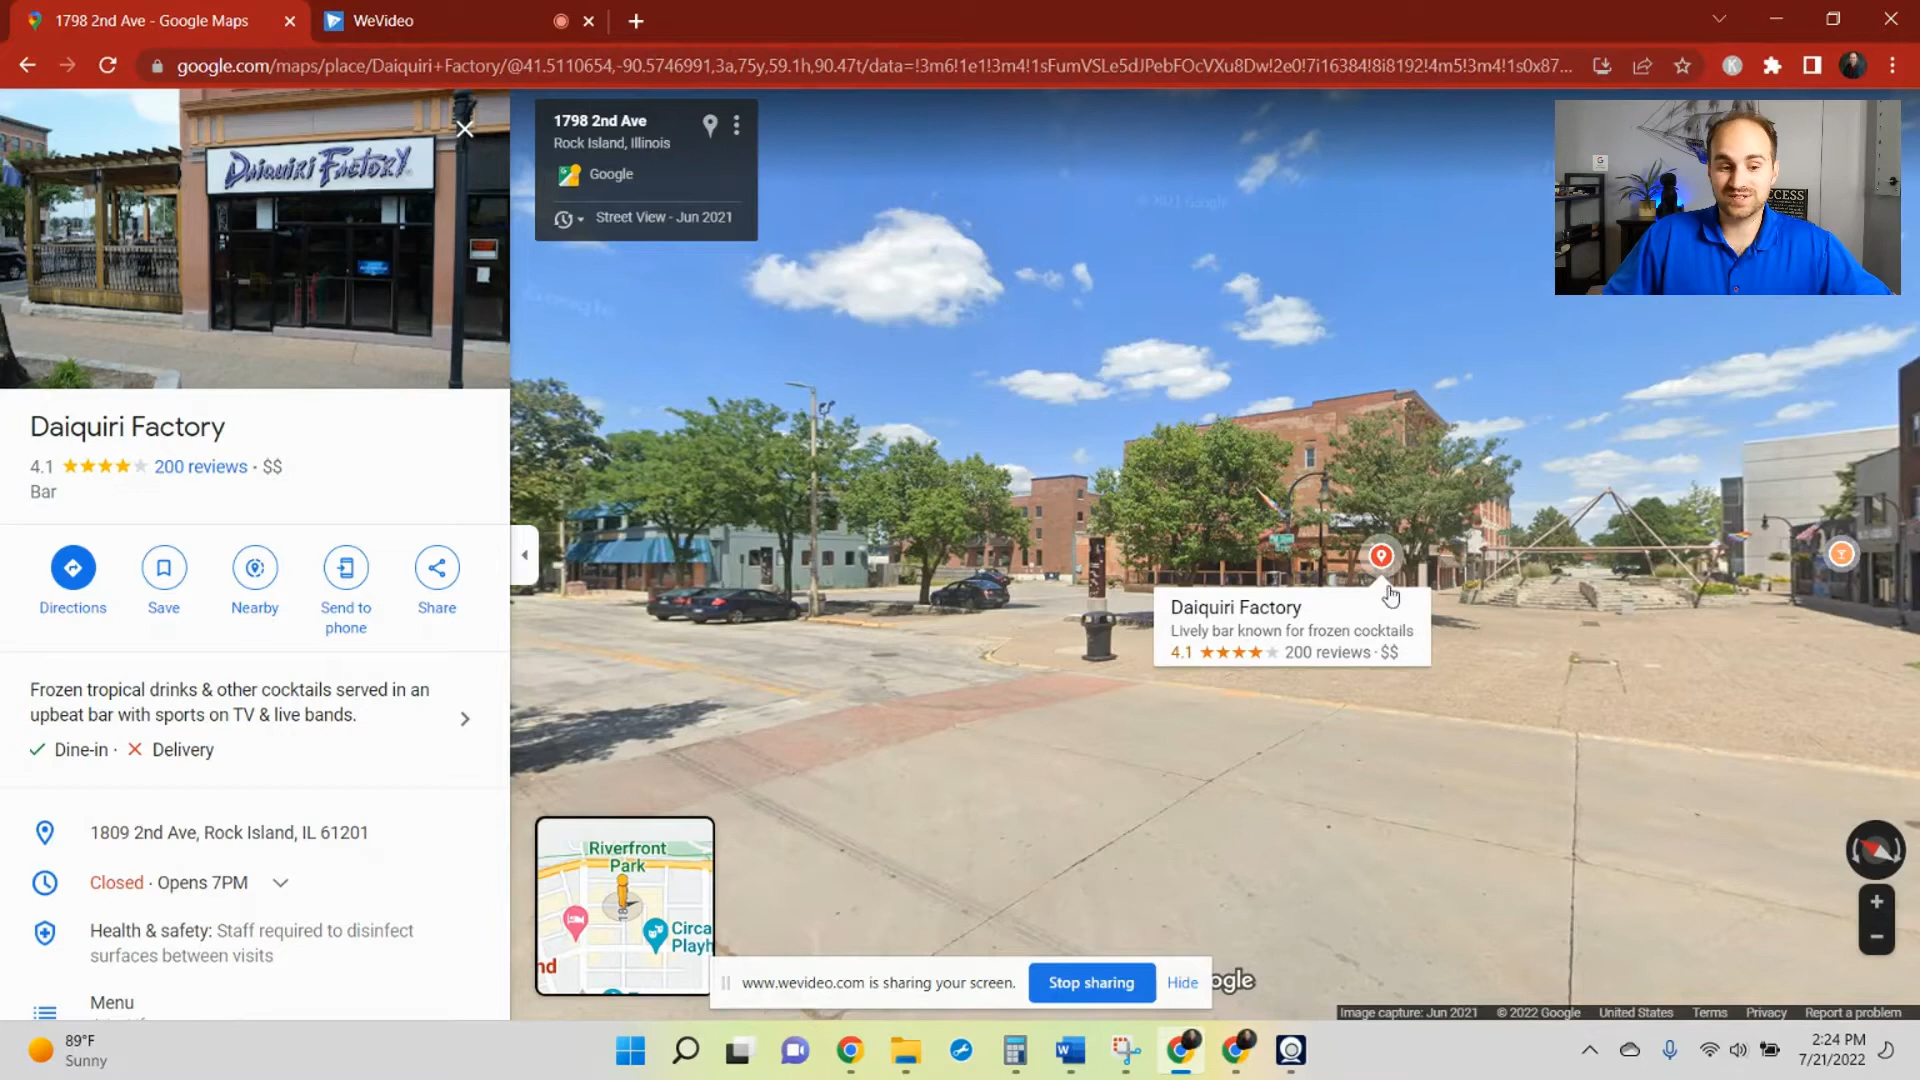 1798 2nd Ave - Google Maps
WeVideo
google.com/maps/place/Daiquiri+Factory/@41.5110654,-90.5746991,3a,75y,59.1h,90.47t/data=!3m6!1e1!3m4!1sFumVSLe5dJPebFOcVXu8Dw!2e0!7i16384!8i8192!4m5!3m4!1s0x87...
K
DAIQUIRI FACTORY
1798 2nd Ave
Rock Island, Illinois
Google
Street View - Jun 2021
CCESS
Daiquiri Factory
4.1 200 reviews · $$
Bar
Directions
Save
Nearby
Send to
phone
Share
Frozen tropical drinks & other cocktails served in an
upbeat bar with sports on TV & live bands.
Dine-in · Delivery
1809 2nd Ave, Rock Island, IL 61201
Closed · Opens 7PM
Health & safety: Staff required to disinfect
surfaces between visits
Menu
Daiquiri Factory
Lively bar known for frozen cocktails
4.1 200 reviews · $$
Riverfront
Park
Circa
Playh
nd
www.wevideo.com is sharing your screen.
Stop sharing
Hide
ogle
Image capture: Jun 2021 © 2022 Google United States Terms Privacy Report a problem
89°F
Sunny
2:24 PM
7/21/2022